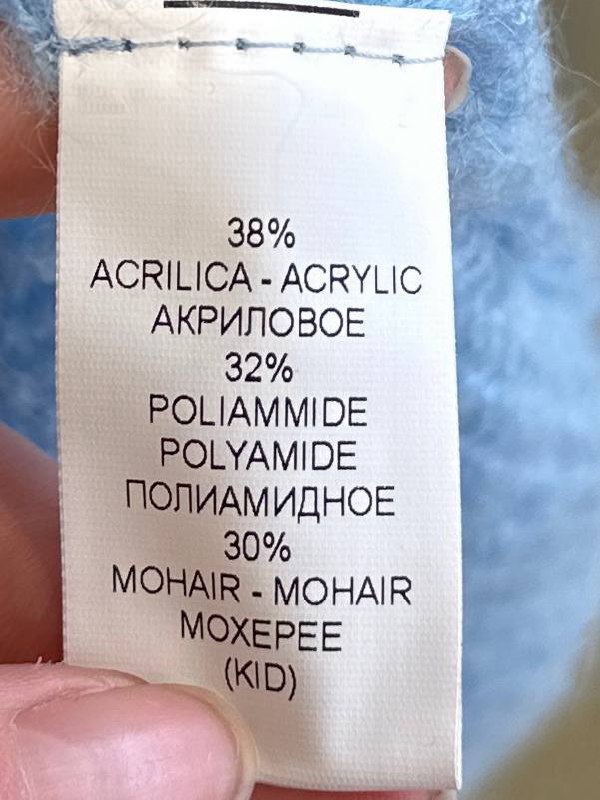 38%
ACRILICA - ACRYLIC
АКРИЛОВОЕ
32%
POLIAMMIDE
POLYAMIDE
ПОЛИАМИДНОЕ
30%
MOHAIR - MOHAIR
МОХЕРЕЕ
(KID)